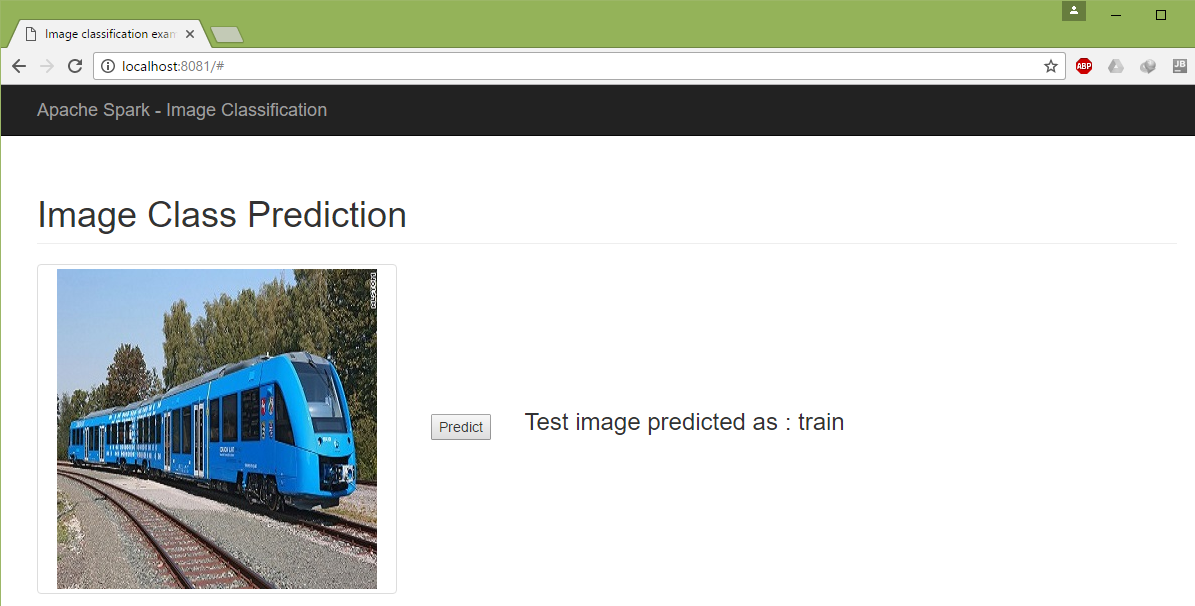 Image classification exam
localhost:8081/#
ABP
JB
Apache Spark - Image Classification
Image Class Prediction
Predict
Test image predicted as : train